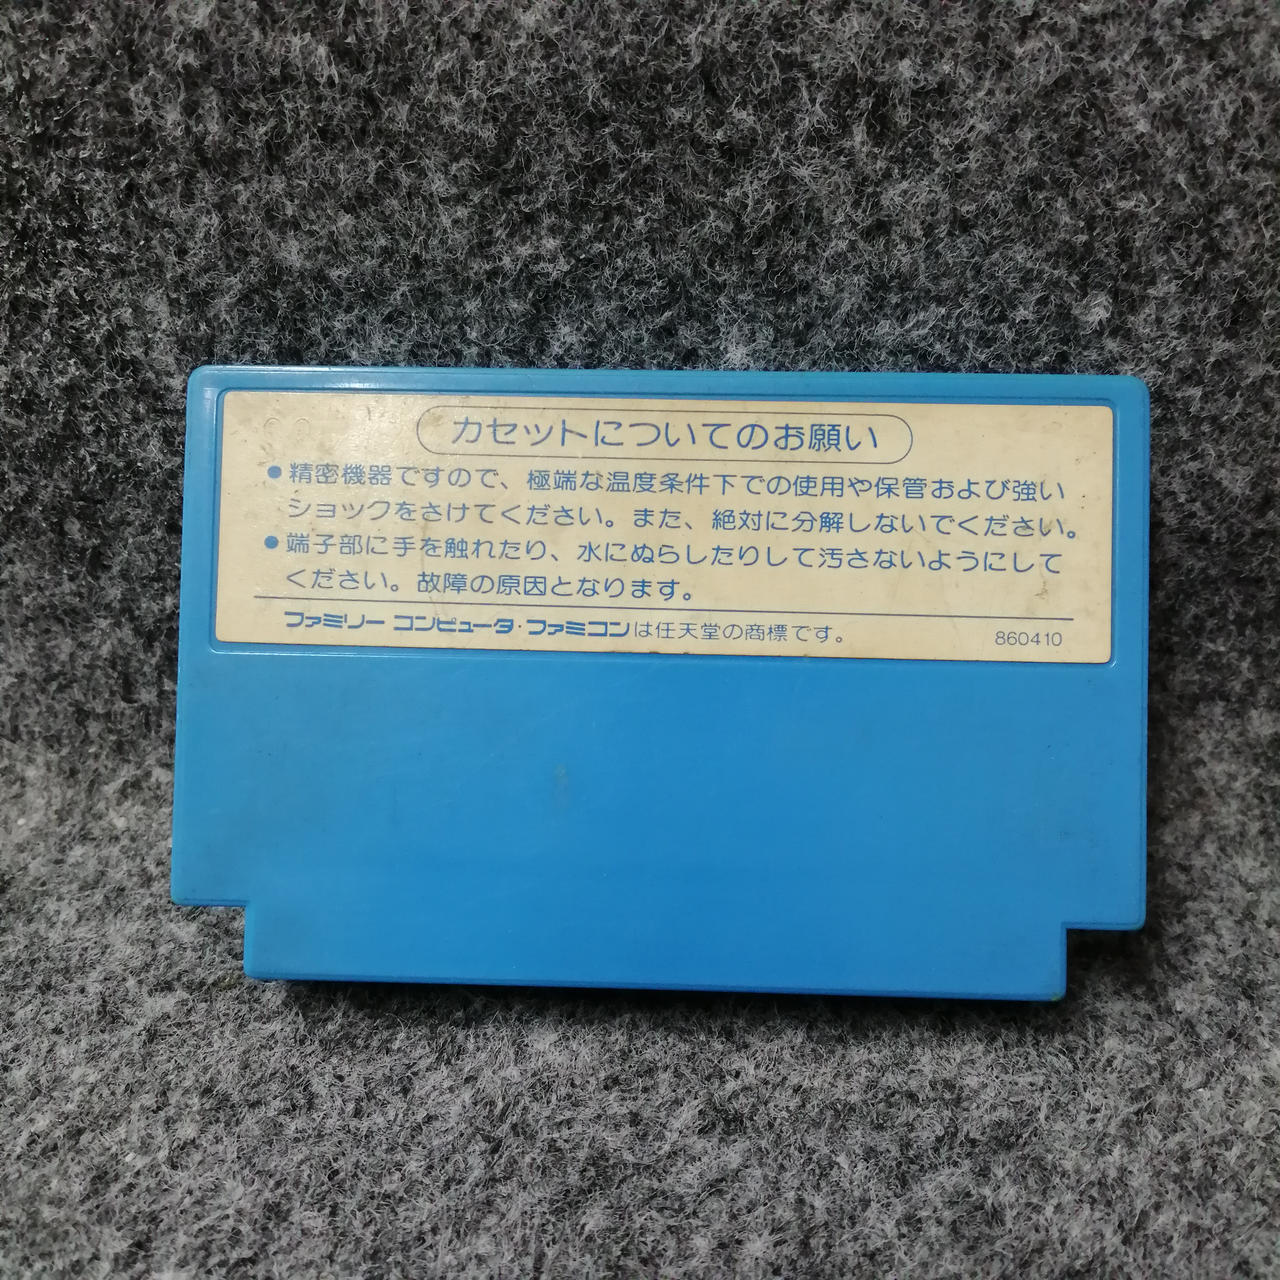 カセットについてのお願い
●精密機器ですので、極端な温度条件下での使用や保管および強い
ショックをさけてください。また、絶対に分解しないでください。
●端子部に手を触れたり、水にぬらしたりして汚さないようにして
ください。故障の原因となります。
ファミリー コンピュータ・ファミコンは任天堂の商標です。 860410